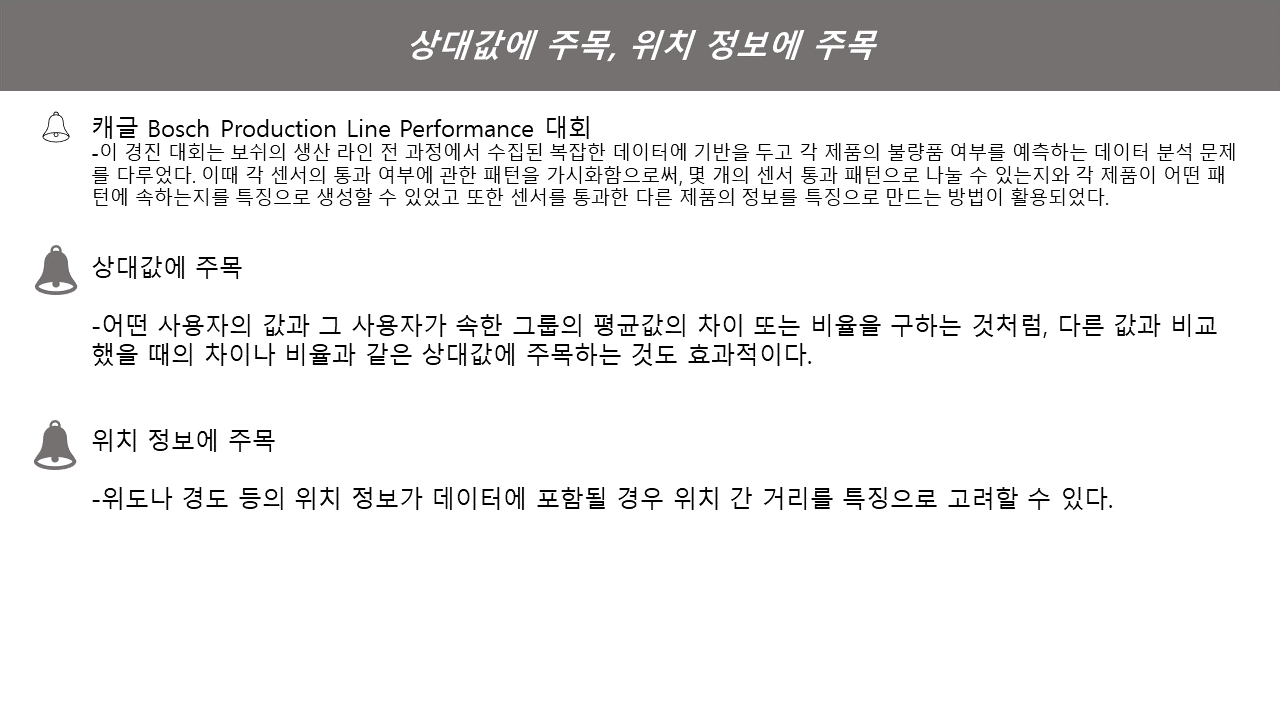 상대값에 주목, 위치 정보에 주목
캐글 Bosch Production Line Performance 대회
-이 경진 대회는 보쉬의 생산 라인 전 과정에서 수집된 복잡한 데이터에 기반을 두고 각 제품의 불량품 여부를 예측하는 데이터 분석 문제
를 다루었다. 이때 각 센서의 통과 여부에 관한 패턴을 가시화함으로써, 몇 개의 센서 통과 패턴으로 나눌 수 있는지와 각 제품이 어떤 패
턴에 속하는지를 특징으로 생성할 수 있었고 또한 센서를 통과한 다른 제품의 정보를 특징으로 만드는 방법이 활용되었다.
상대값에 주목
-어떤 사용자의 값과 그 사용자가 속한 그룹의 평균값의 차이 또는 비율을 구하는 것처럼, 다른 값과 비교
했을 때의 차이나 비율과 같은 상대값에 주목하는 것도 효과적이다.
위치 정보에 주목
-위도나 경도 등의 위치 정보가 데이터에 포함될 경우 위치 간 거리를 특징으로 고려할 수 있다.